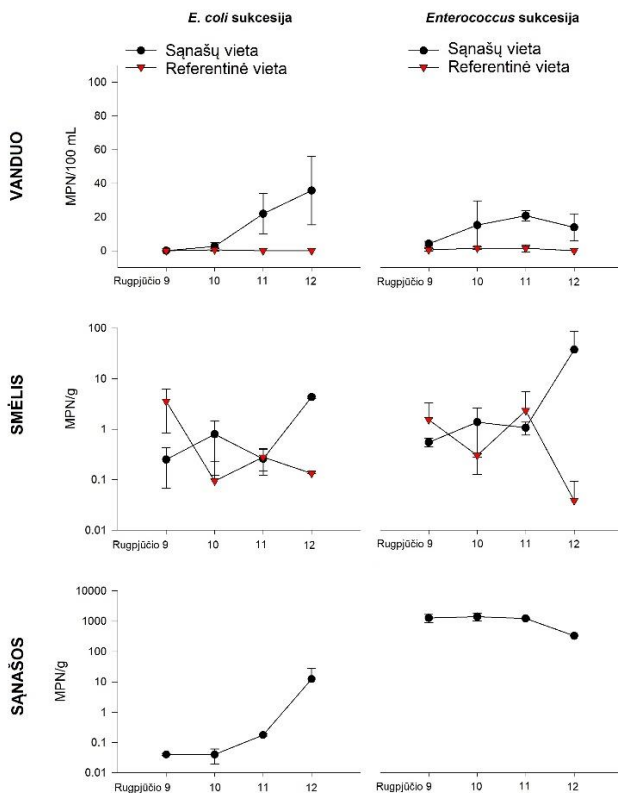 E. coli sukcesija
Sąnašų vieta
Referentinė vieta
Enterococcus sukcesija
Sąnašų vieta
Referentinė vieta
VANDUO
MPN/100 mL
100
80
60
40
20
0
Rugpjūčio 9 10 11 12
Rugpjūčio 9 10 11 12
SMĖLIS
MPN/g
100
10
1
0.1
0.01
Rugpjūčio 9 10 11 12
Rugpjūčio 9 10 11 12
SĄNAŠOS
MPN/g
10000
1000
100
10
1
0.1
0.01
Rugpjūčio 9 10 11 12
Rugpjūčio 9 10 11 12